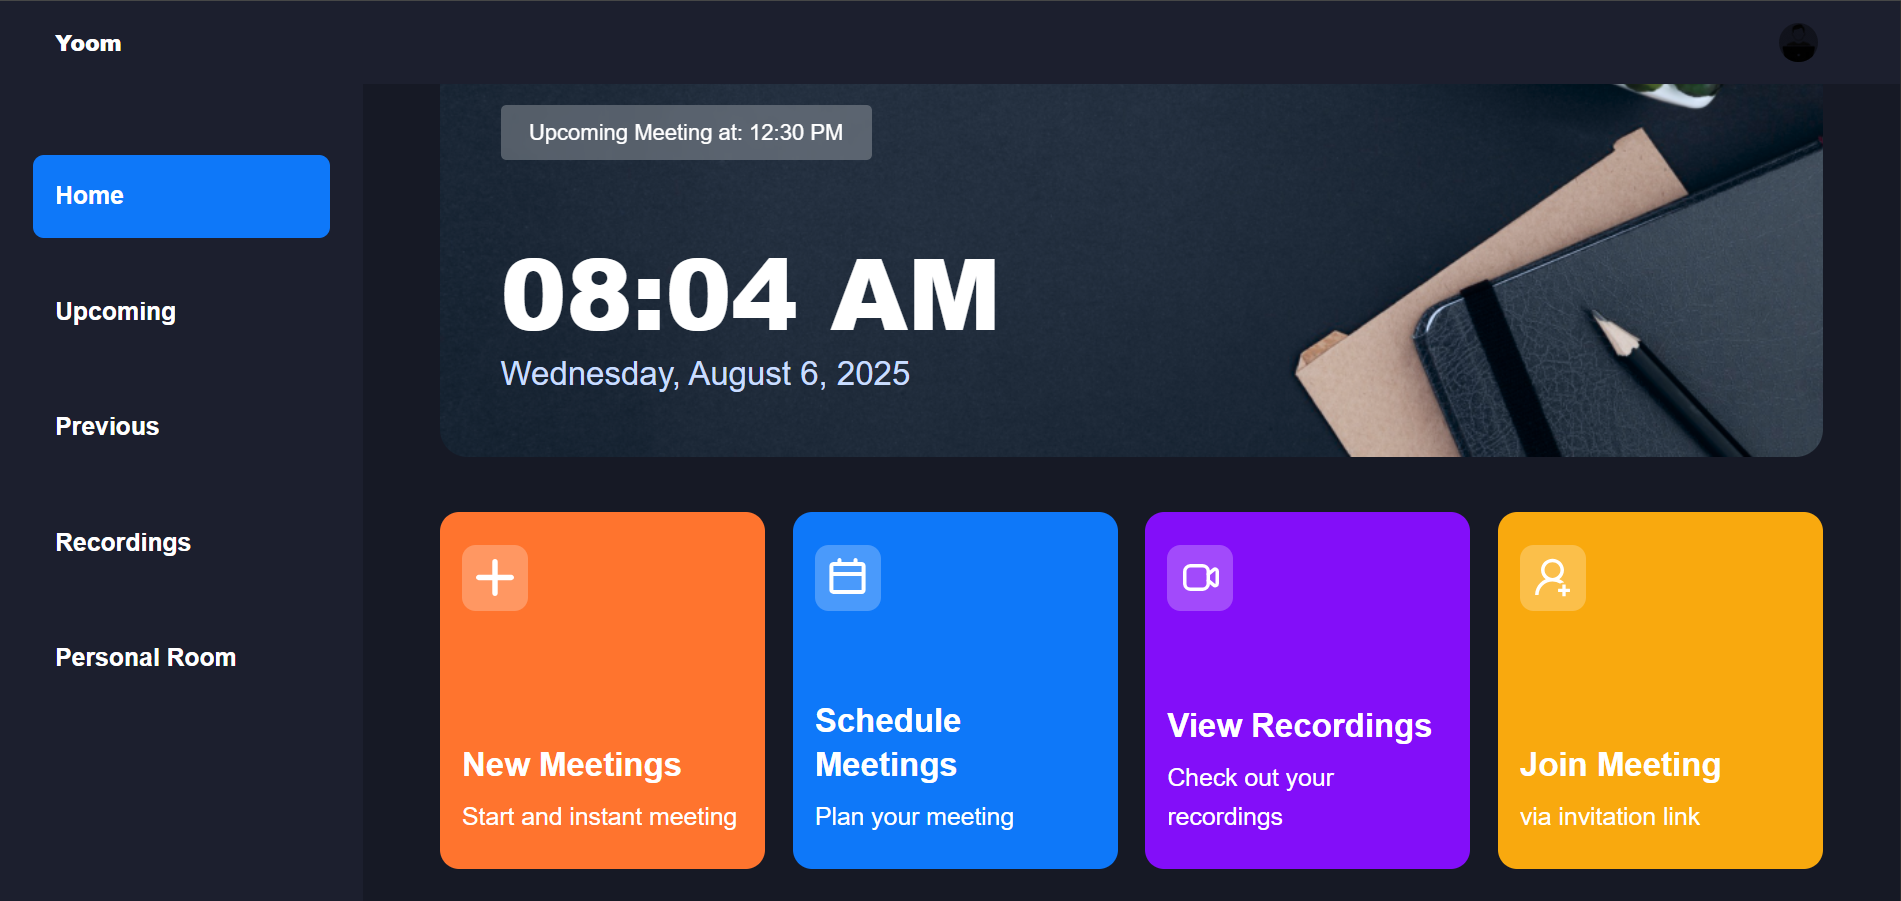 Yoom
Home
Upcoming
Previous
Recordings
Personal Room
Upcoming Meeting at: 12:30 PM
08:04 AM
Wednesday, August 6, 2025
New Meetings
Start and instant meeting
Schedule
Meetings
Plan your meeting
View Recordings
Check out your
recordings
Join Meeting
via invitation link